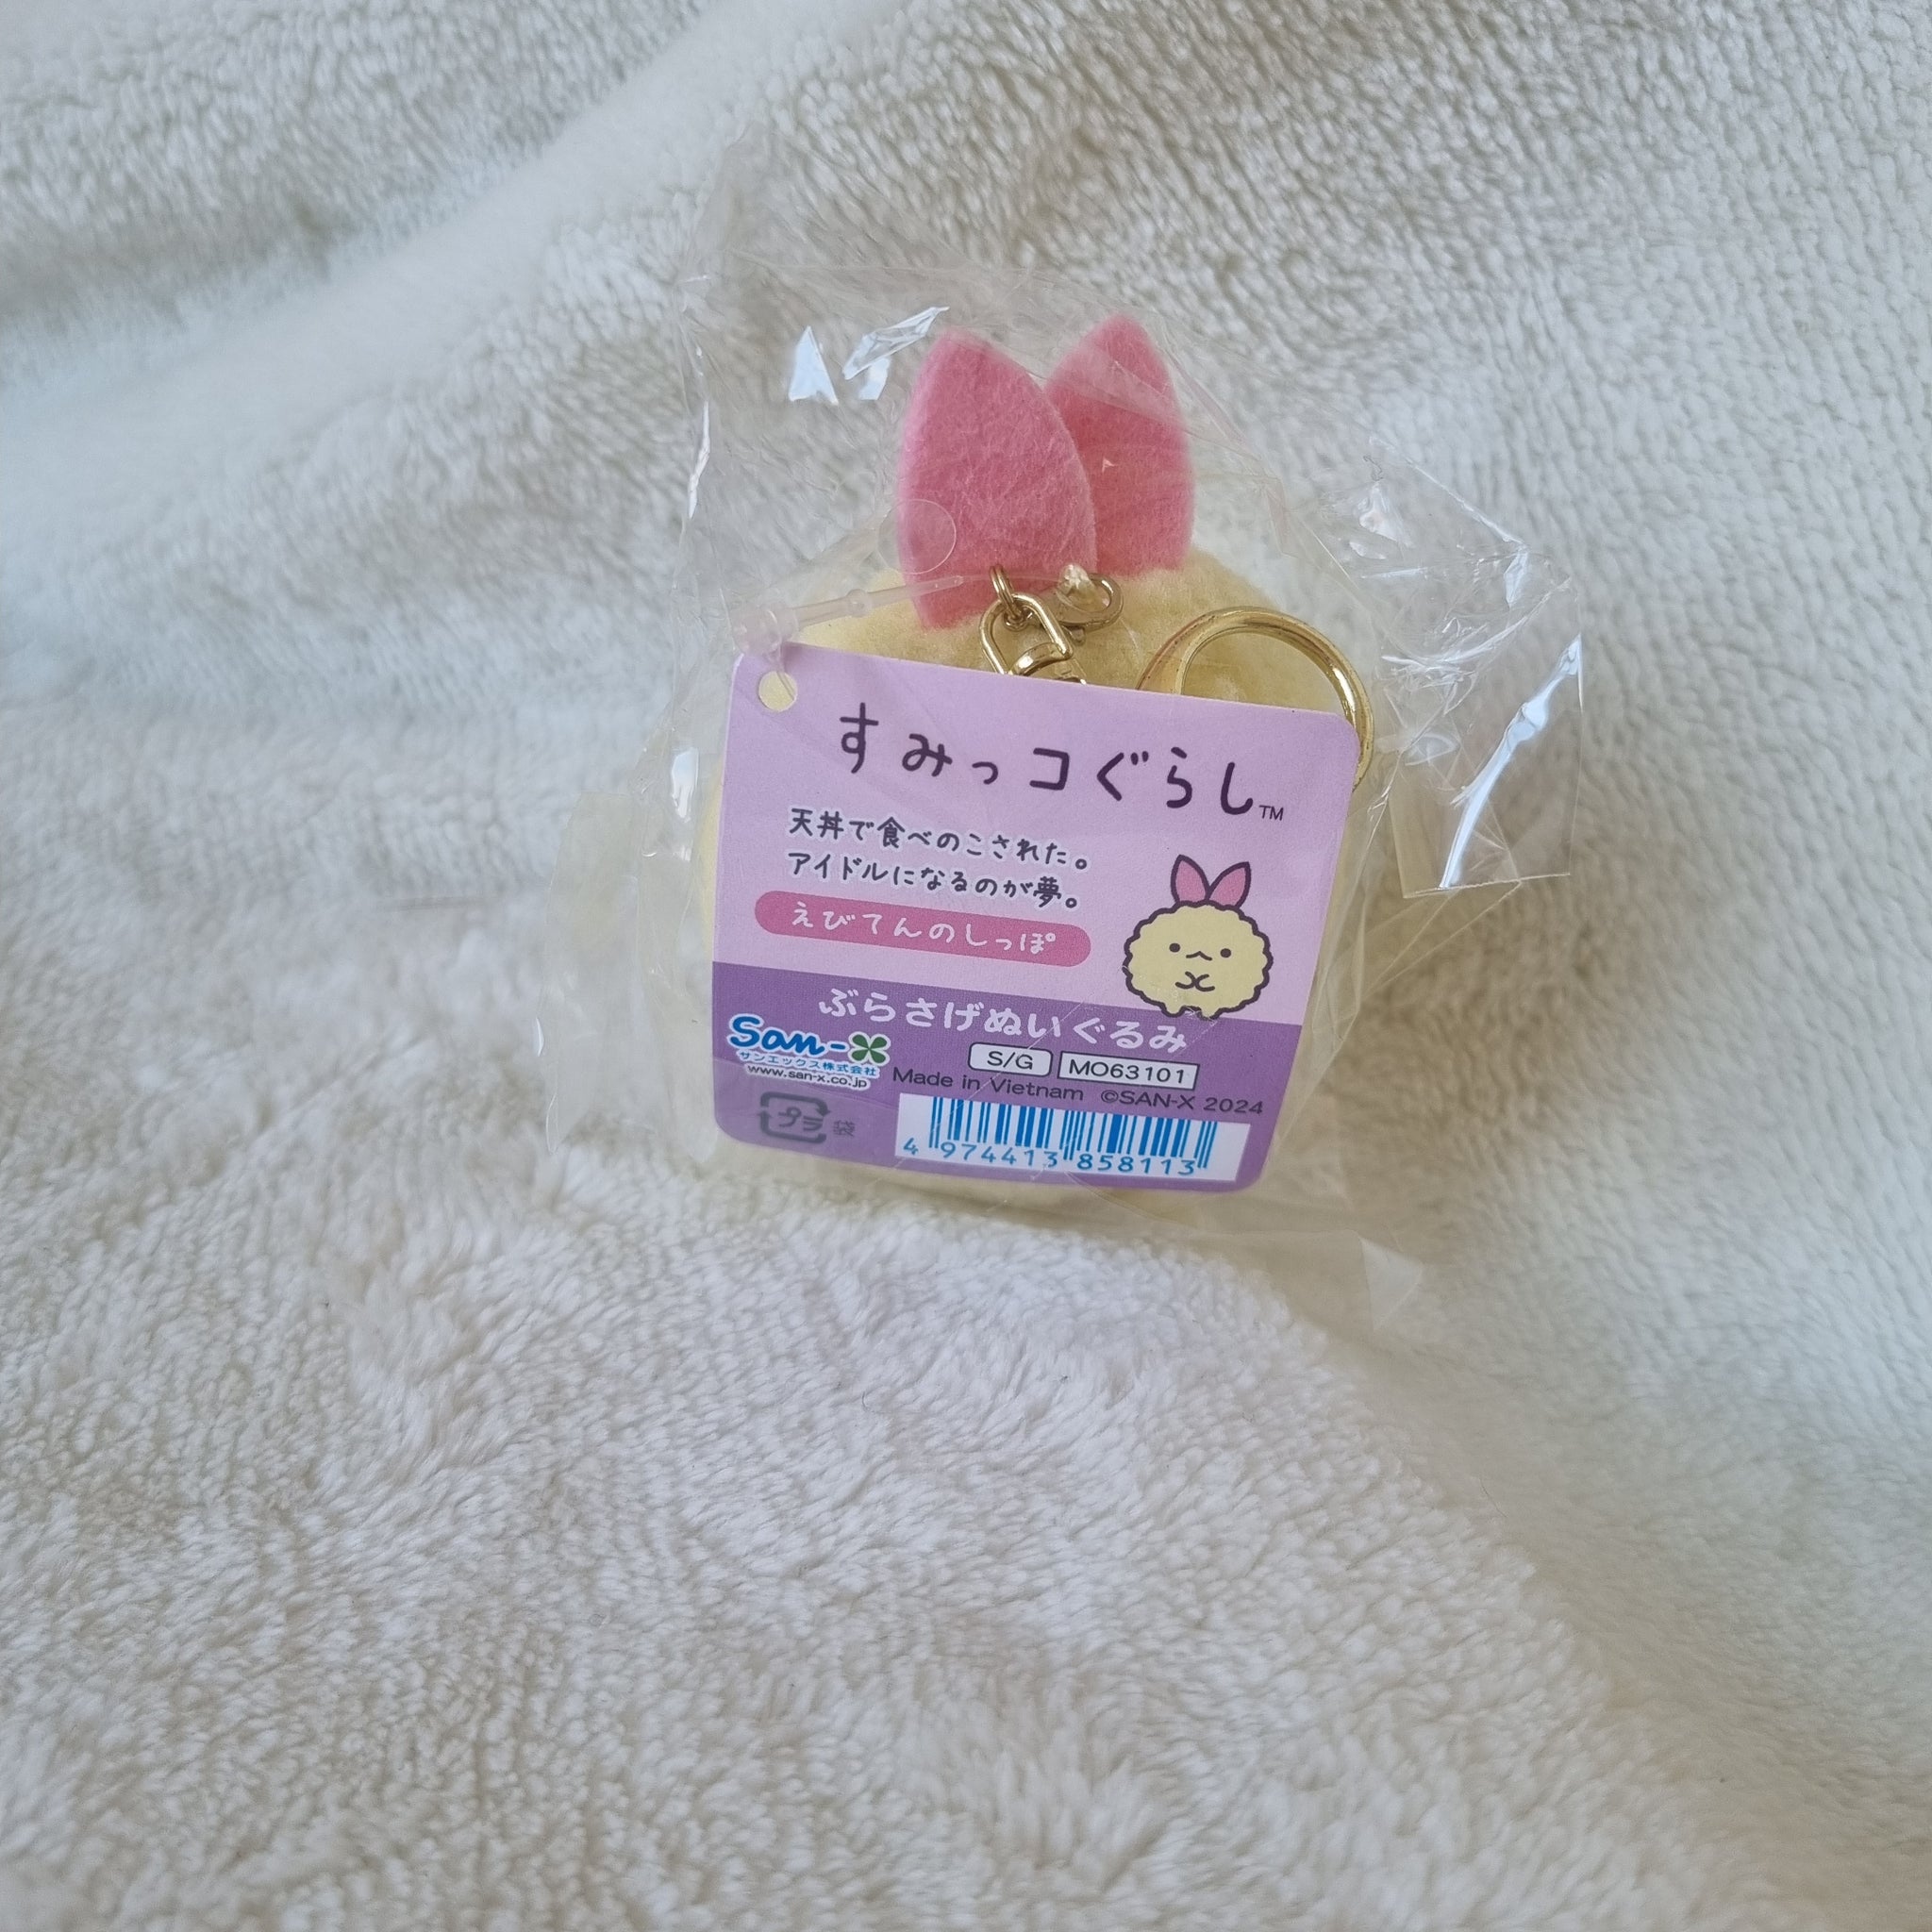 すみっコぐらし™
天丼で食べのこされた。
アイドルになるのが夢。
えびてんのしっぽ
ぶらさげぬいぐるみ
San-X
サンエックス株式会社
www.san-x.co.jp
S/G MO63101
Made in Vietnam ©SAN-X 2024
プラ 袋
4 974413 858113